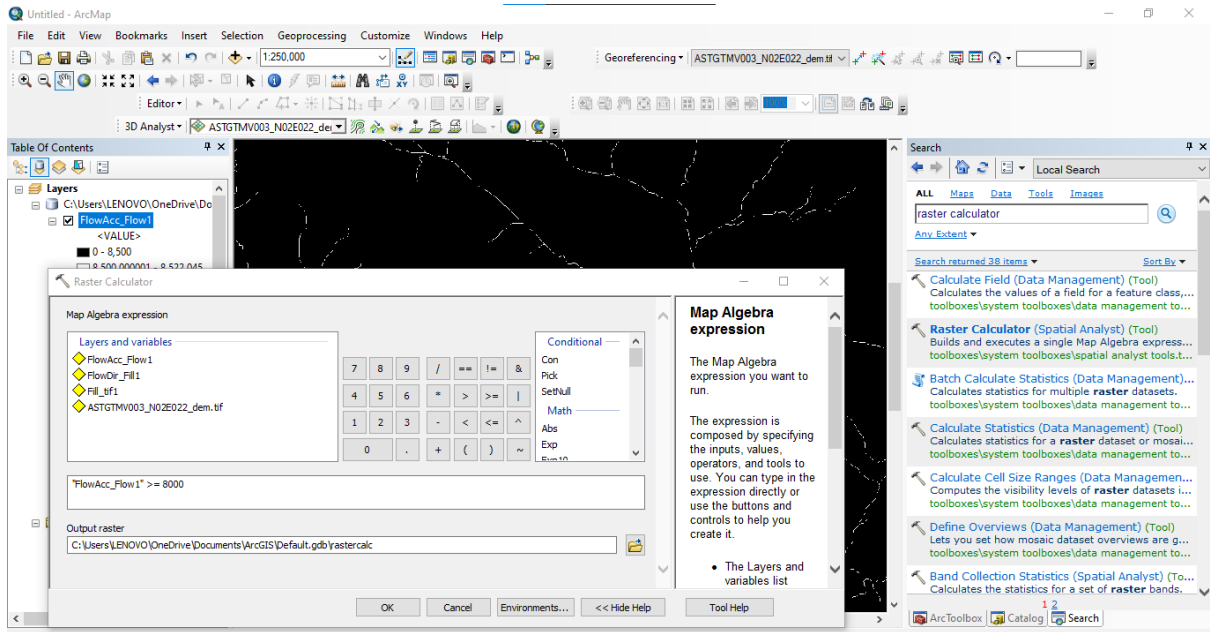 Untitled - ArcMap
File Edit View Bookmarks Insert Selection Geoprocessing Customize Windows Help
1:250,000
Georeferencing
ASTGTMV003_N02E022_dem.tif
Editor
3D Analyst
ASTGTMV003_N02E022_de
Table Of Contents
Layers
C:\Users\LENOVO\OneDrive\Do
FlowAcc_Flow1
<VALUE>
0 - 8,500
8,500.000001 - 8,522,045
Raster Calculator
Map Algebra expression
Layers and variables
FlowAcc_Flow1
FlowDir_Fill1
Fill_tif1
ASTGTMV003_N02E022_dem.tif
7 8 9 / == != &
4 5 6 * > >= |
1 2 3 - < <= ^
0 . + ( ) ~
Conditional
Con
Pick
SetNull
Math
Abs
Exp
Exp10
"FlowAcc_Flow1" >= 8000
Output raster
C:\Users\LENOVO\OneDrive\Documents\ArcGIS\Default.gdb\rastercalc
OK Cancel Environments... << Hide Help Tool Help
Map Algebra
expression
The Map Algebra
expression you want to
run.
The expression is
composed by specifying
the inputs, values,
operators, and tools to
use. You can type in the
expression directly or
use the buttons and
controls to help you
create it.
• The Layers and
variables list
Search
Local Search
ALL Maps Data Tools Images
raster calculator
Any Extent
Search returned 38 items Sort By
Calculate Field (Data Management) (Tool)
Calculates the values of a field for a feature class,...
toolboxes\system toolboxes\data management to...
Raster Calculator (Spatial Analyst) (Tool)
Builds and executes a single Map Algebra express...
toolboxes\system toolboxes\spatial analyst tools.t...
Batch Calculate Statistics (Data Management)...
Calculates statistics for multiple raster datasets.
toolboxes\system toolboxes\data management to...
Calculate Statistics (Data Management) (Tool)
Calculates statistics for a raster dataset or mosai...
toolboxes\system toolboxes\data management to...
Calculate Cell Size Ranges (Data Managemen...
Computes the visibility levels of raster datasets i...
toolboxes\system toolboxes\data management to...
Define Overviews (Data Management) (Tool)
Lets you set how mosaic dataset overviews are g...
toolboxes\system toolboxes\data management to...
Band Collection Statistics (Spatial Analyst) (To...
Calculates the statistics for a set of raster bands.
1 2
ArcToolbox Catalog Search